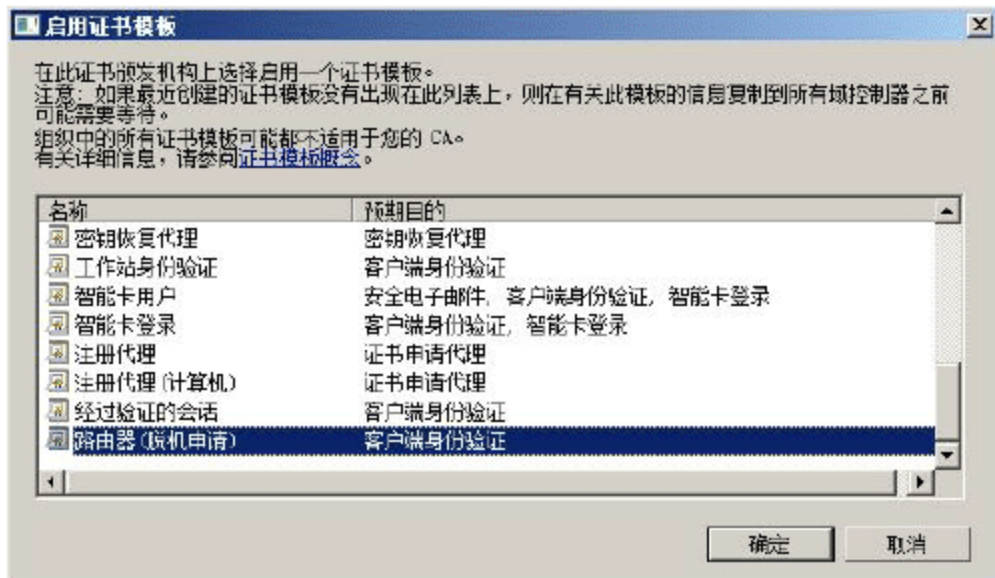 启用证书模板
在此证书颁发机构上选择启用一个证书模板。
注意: 如果最近创建的证书模板没有出现在此列表上，则在有关此模板的信息复制到所有域控制器之前
可能需要等待。
组织中的所有证书模板可能都不适用于您的 CA。
有关详细信息，请参阅证书模板概念。
名称 预期目的
密钥恢复代理 密钥恢复代理
工作站身份验证 客户端身份验证
智能卡用户 安全电子邮件, 客户端身份验证, 智能卡登录
智能卡登录 客户端身份验证, 智能卡登录
注册代理 证书申请代理
注册代理(计算机) 证书申请代理
经过验证的会话 客户端身份验证
路由器(脱机申请) 客户端身份验证
确定 取消